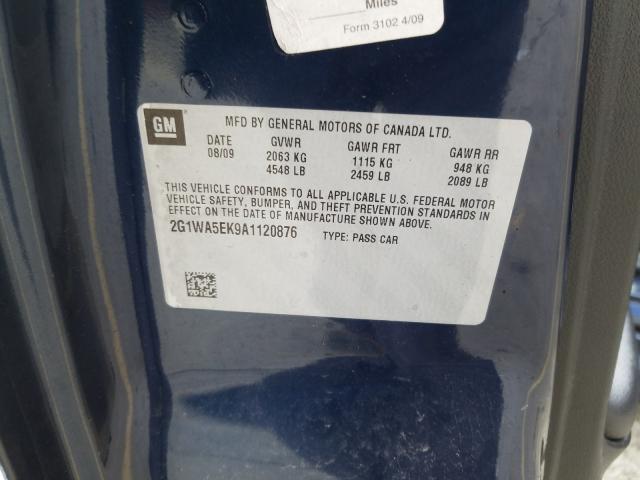 Miles
Form 3102 4/09
GM
MFD BY GENERAL MOTORS OF CANADA LTD.
DATE GVWR GAWR FRT GAWR RR
08/09 2063 KG 1115 KG 948 KG
4548 LB 2459 LB 2089 LB
THIS VEHICLE CONFORMS TO ALL APPLICABLE U.S. FEDERAL MOTOR
VEHICLE SAFETY, BUMPER, AND THEFT PREVENTION STANDARDS
IN EFFECT ON THE DATE OF MANUFACTURE SHOWN ABOVE.
2G1WA5EK9A1120876 TYPE: PASS CAR